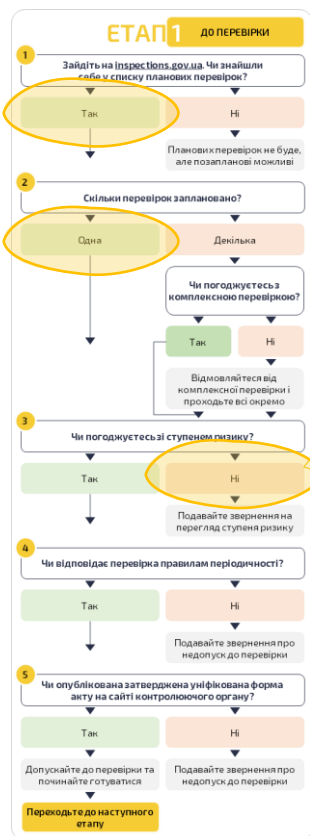 ЕТАП 1 ДО ПЕРЕВІРКИ
1
Зайдіть на inspections.gov.ua. Чи знайшли
себе у списку планових перевірок?
Так
Ні
Планових перевірок не буде,
але позапланові можливі
2
Скільки перевірок заплановано?
Одна
Декілька
Чи погоджуєтесь з
комплексною перевіркою?
Так
Ні
Відмовляйтеся від
комплексної перевірки і
проходьте всі окремо
3
Чи погоджуєтесь зі ступенем ризику?
Так
Ні
Подавайте звернення на
перегляд ступеня ризику
4
Чи відповідає перевірка правилам періодичності?
Так
Ні
Подавайте звернення про
недопуск до перевірки
5
Чи опублікована затверджена уніфікована форма
акту на сайті контролюючого органу?
Так
Ні
Допускайте до перевірки та
починайте готуватися
Подавайте звернення про
недопуск до перевірки
Переходьте до наступного
етапу